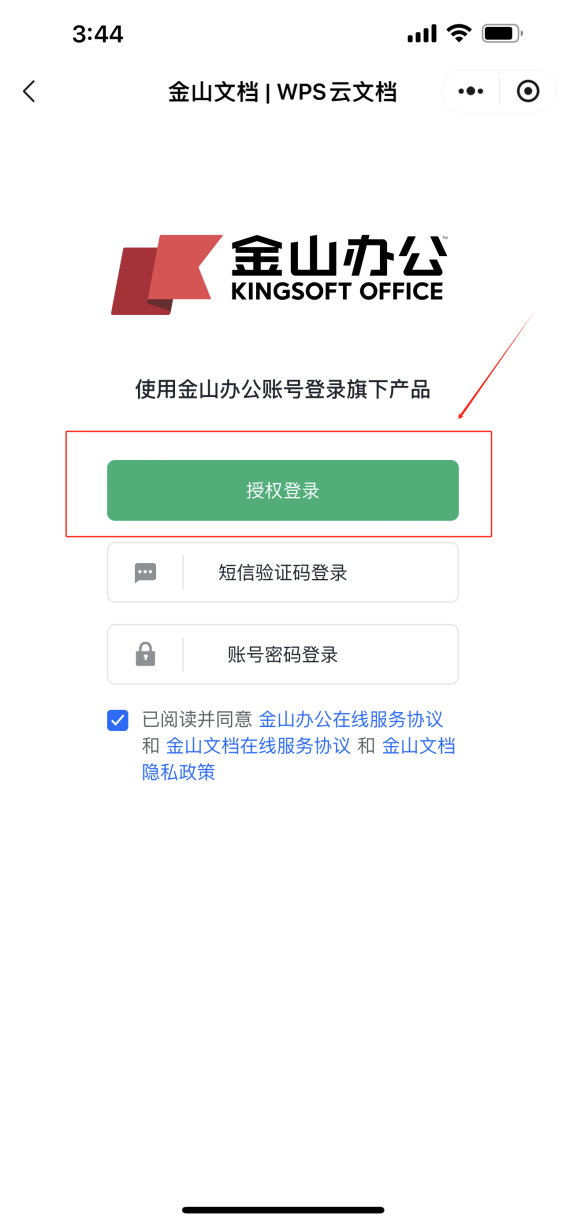 3:44
金山文档 | WPS云文档
金山办公™
KINGSOFT OFFICE
使用金山办公账号登录旗下产品
授权登录
短信验证码登录
账号密码登录
已阅读并同意 金山办公在线服务协议
和 金山文档在线服务协议 和 金山文档
隐私政策